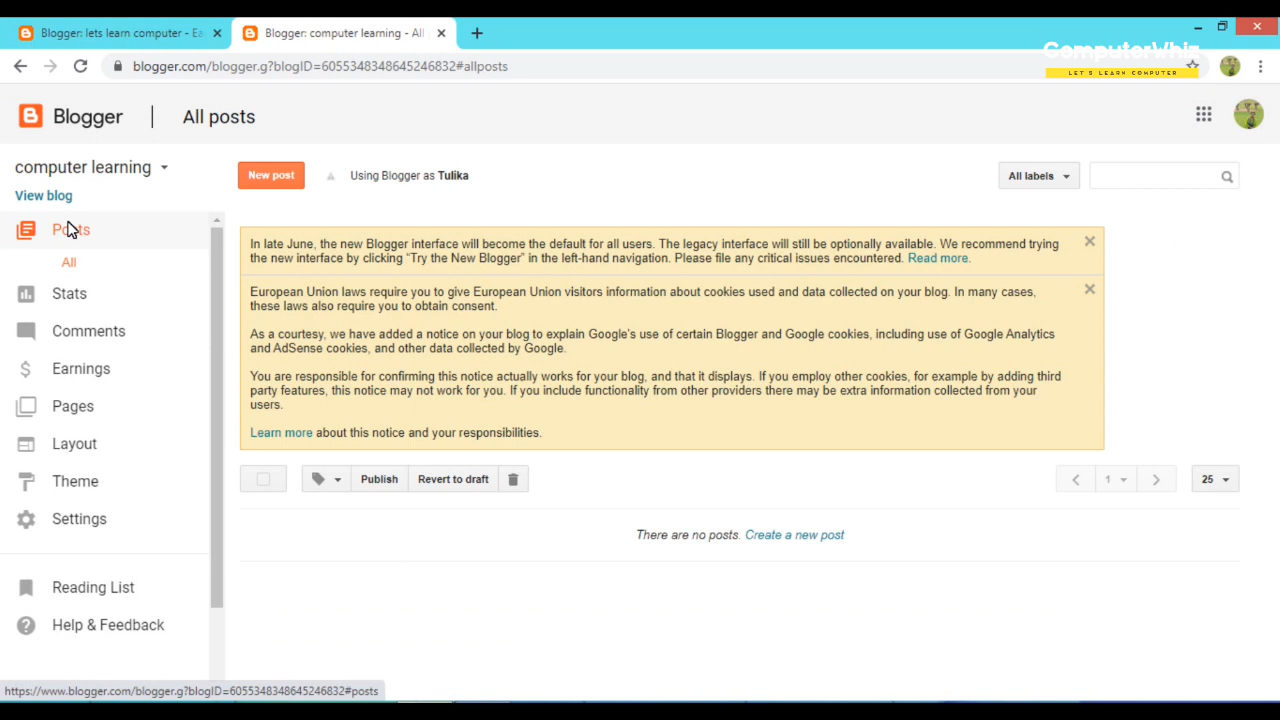 Blogger: lets learn computer - Ea
Blogger: computer learning - All
blogger.com/blogger.g?blogID=6055348348645246832#allposts
ComputerWhiz
LET'S LEARN COMPUTER
Blogger
All posts
computer learning
View blog
New post
Using Blogger as Tulika
All labels
Posts
All
Stats
Comments
Earnings
Pages
Layout
Theme
Settings
Reading List
Help & Feedback
In late June, the new Blogger interface will become the default for all users. The legacy interface will still be optionally available. We recommend trying
the new interface by clicking “Try the New Blogger” in the left-hand navigation. Please file any critical issues encountered. Read more.
European Union laws require you to give European Union visitors information about cookies used and data collected on your blog. In many cases,
these laws also require you to obtain consent.
As a courtesy, we have added a notice on your blog to explain Google's use of certain Blogger and Google cookies, including use of Google Analytics
and AdSense cookies, and other data collected by Google.
You are responsible for confirming this notice actually works for your blog, and that it displays. If you employ other cookies, for example by adding third
party features, this notice may not work for you. If you include functionality from other providers there may be extra information collected from your
users.
Learn more about this notice and your responsibilities.
Publish
Revert to draft
1
25
There are no posts. Create a new post
https://www.blogger.com/blogger.g?blogID=6055348348645246832#posts